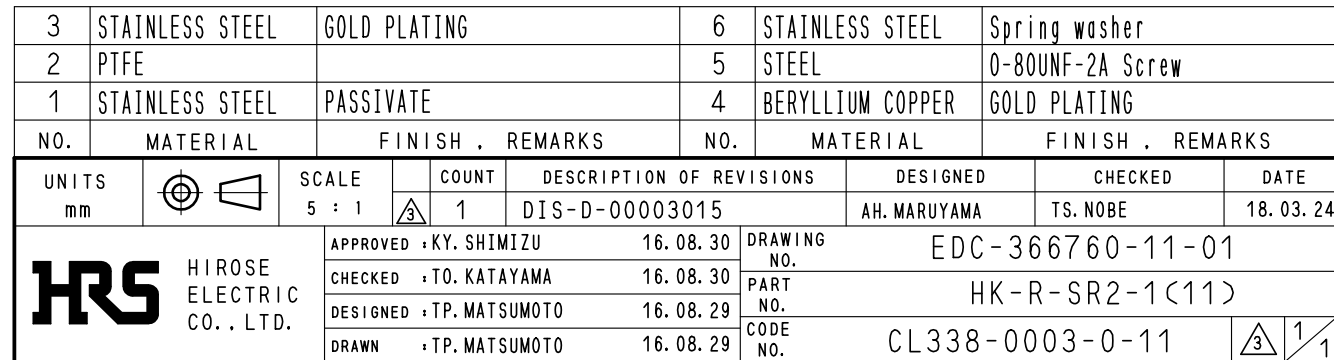 3 STAINLESS STEEL GOLD PLATING 6 STAINLESS STEEL Spring washer
2 PTFE 5 STEEL 0-80UNF-2A Screw
1 STAINLESS STEEL PASSIVATE 4 BERYLLIUM COPPER GOLD PLATING
NO. MATERIAL FINISH , REMARKS NO. MATERIAL FINISH , REMARKS
UNITS mm SCALE 5 : 1 COUNT DESCRIPTION OF REVISIONS DESIGNED CHECKED DATE
3 1 DIS-D-00003015 AH. MARUYAMA TS. NOBE 18. 03. 24
HRS HIROSE ELECTRIC CO., LTD.
APPROVED : KY. SHIMIZU 16. 08. 30
CHECKED : TO. KATAYAMA 16. 08. 30
DESIGNED : TP. MATSUMOTO 16. 08. 29
DRAWN : TP. MATSUMOTO 16. 08. 29
DRAWING NO. EDC-366760-11-01
PART NO. HK-R-SR2-1(11)
CODE NO. CL338-0003-0-11 3 1/1